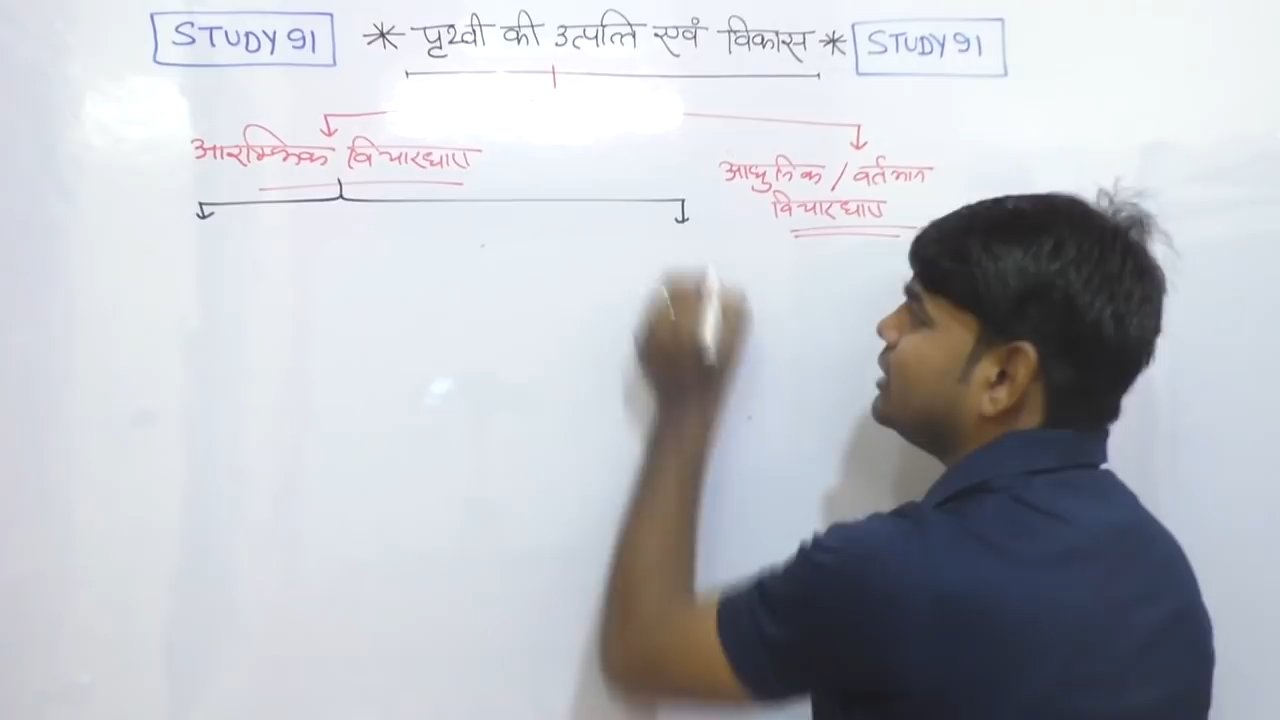 STUDY 91 * पृथ्वी की उत्पत्ति एवं विकास * STUDY 91
आरम्भिक विचारधाराए
आधुनिक / वर्तमान
विचारधाराए